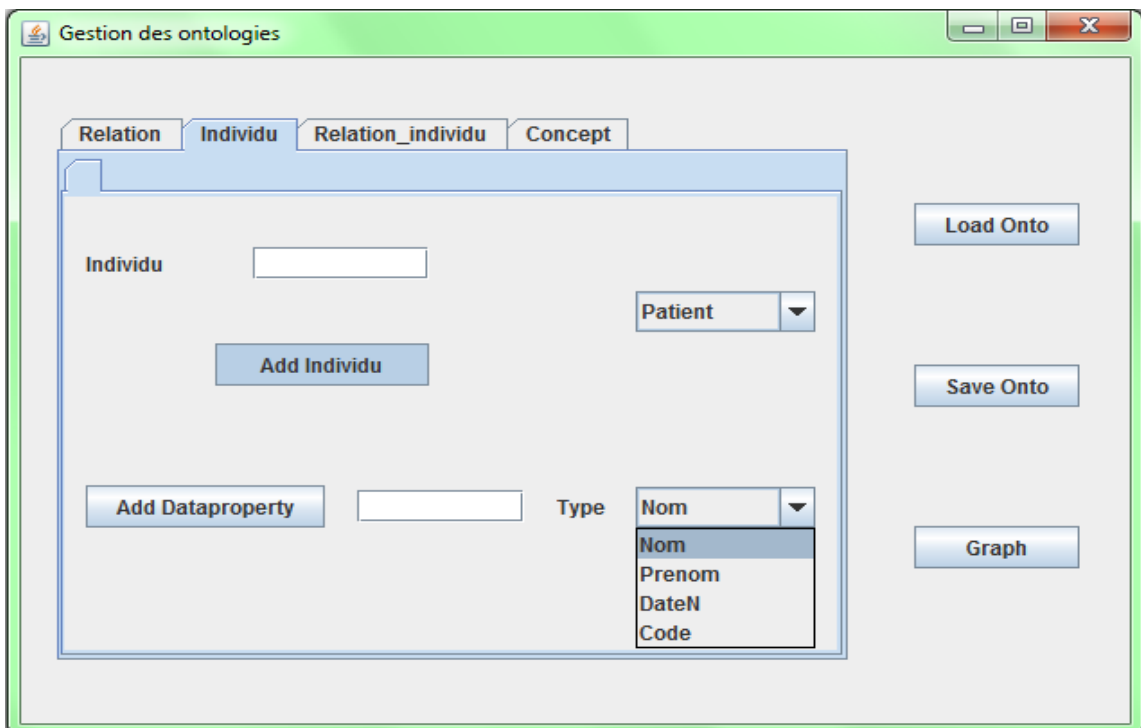 Gestion des ontologies
Relation Individu Relation_individu Concept
Load Onto
Individu
Patient
Add Individu
Save Onto
Add Dataproperty Type Nom
Nom
Prenom
DateN
Code
Graph